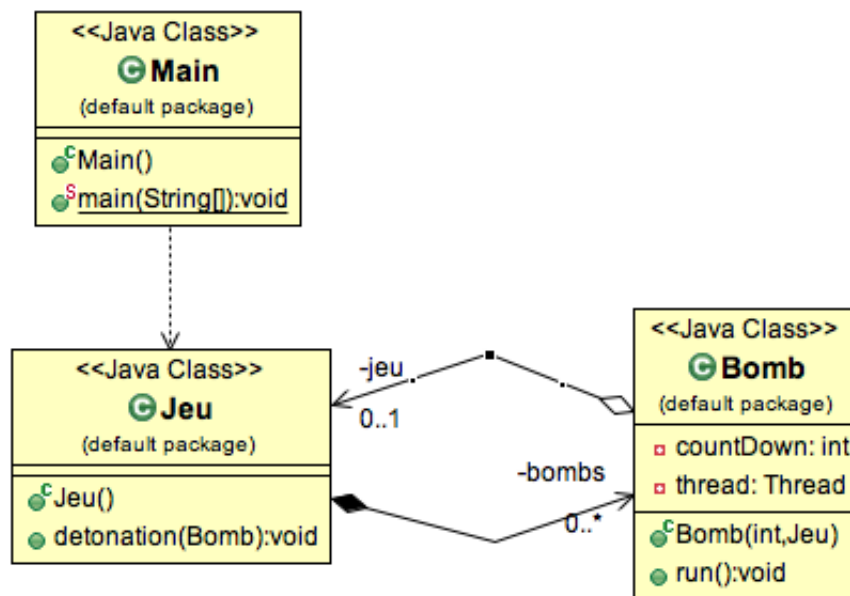 <<Java Class>>
Main
(default package)
Main()
main(String[]):void
<<Java Class>>
Jeu
(default package)
Jeu()
detonation(Bomb):void
-jeu
0..1
-bombs
0..*
<<Java Class>>
Bomb
(default package)
countDown: int
thread: Thread
Bomb(int,Jeu)
run():void